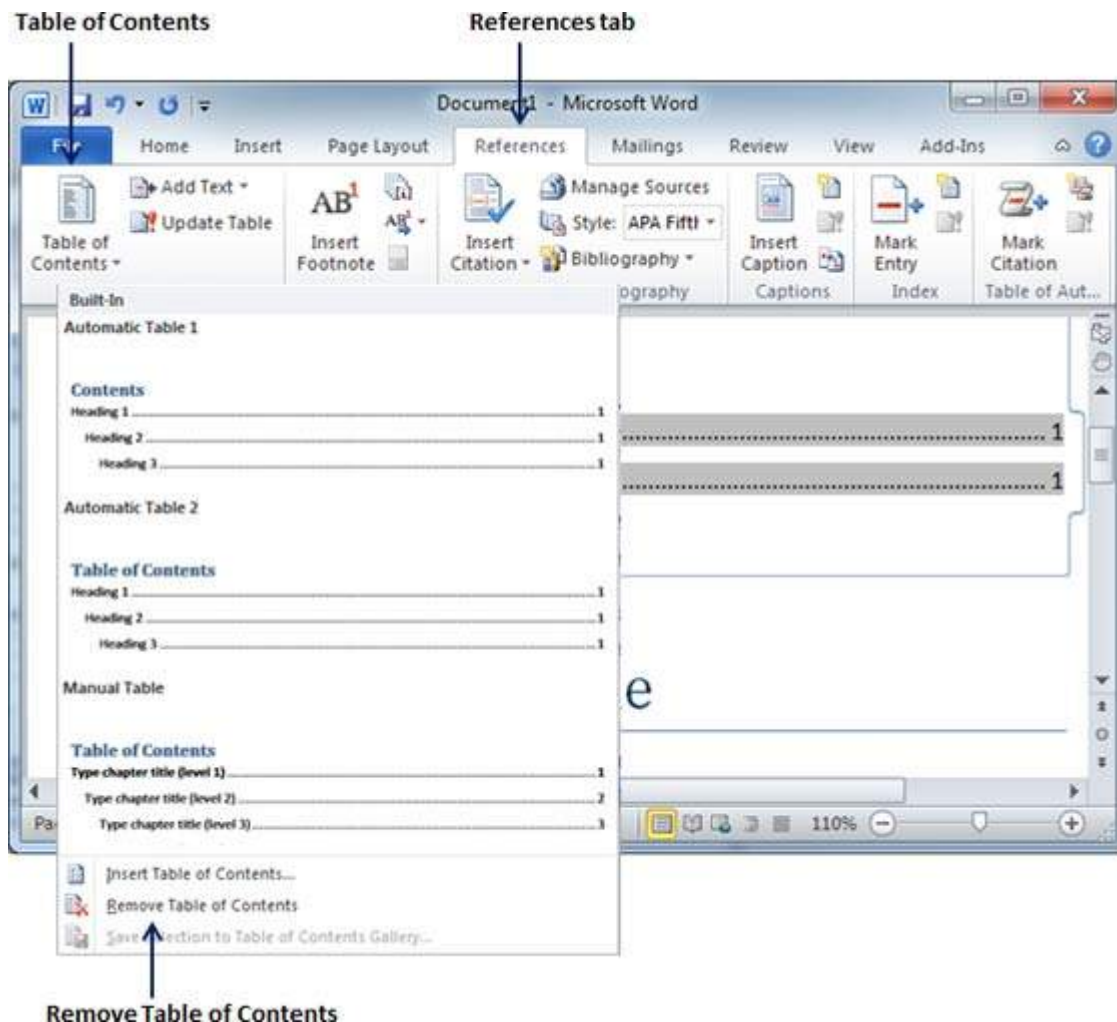 Table of Contents
References tab
Document1 - Microsoft Word
File Home Insert Page Layout References Mailings Review View Add-Ins
Add Text
Update Table
Table of
Contents
AB1
AB
Insert
Footnote
Insert
Citation
Manage Sources
Style: APA Fiftl
Bibliography
ography
Insert
Caption
Captions
Mark
Entry
Index
Mark
Citation
Table of Aut...
Built-In
Automatic Table 1
Contents
Heading 1 ........ 1
Heading 2 ........ 1
Heading 3 ........ 1
........ 1
........ 1
Automatic Table 2
Table of Contents
Heading 1 ........ 1
Heading 2 ........ 1
Heading 3 ........ 1
Manual Table
e
Table of Contents
Type chapter title (level 1) ........ 1
Type chapter title (level 2) ........ 2
Type chapter title (level 3) ........ 3
Pa
110%
Insert Table of Contents...
Remove Table of Contents
Save Selection to Table of Contents Gallery...
Remove Table of Contents